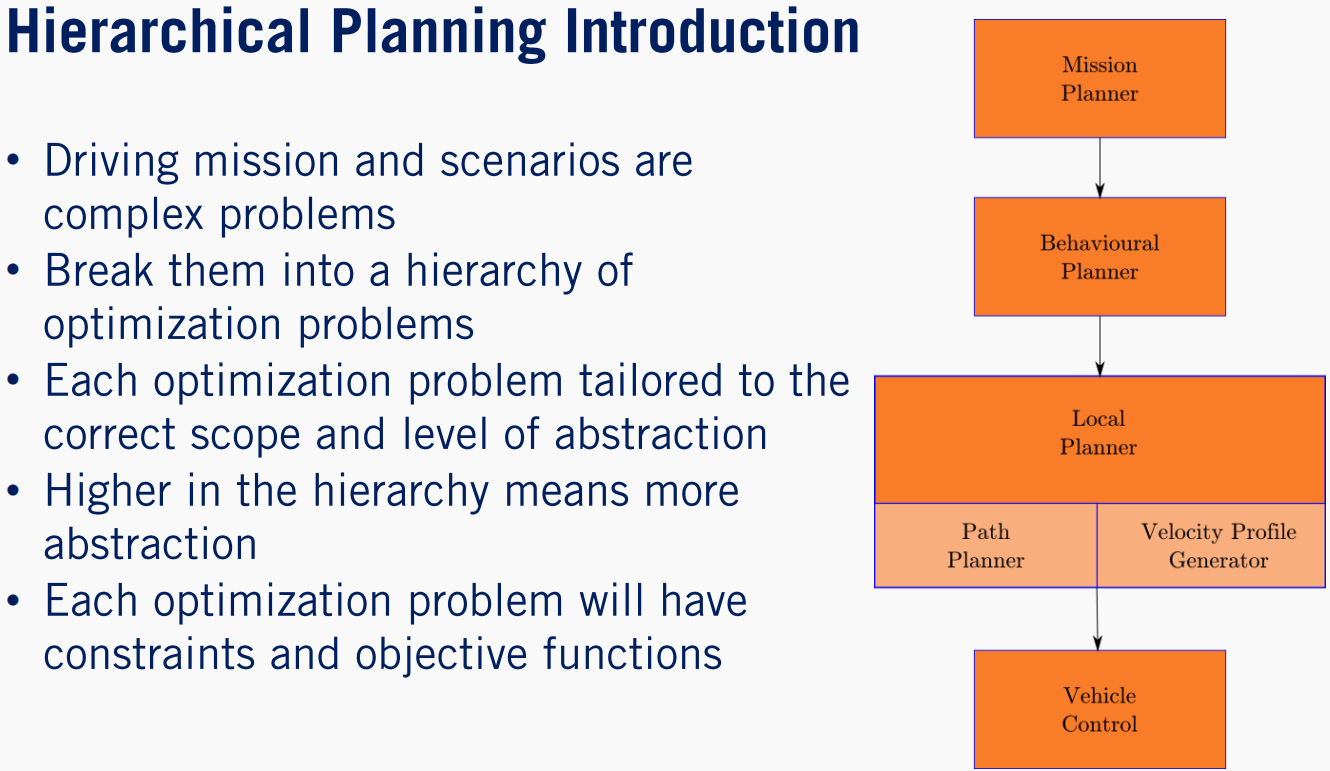 Hierarchical Planning Introduction
• Driving mission and scenarios are
complex problems
• Break them into a hierarchy of
optimization problems
• Each optimization problem tailored to the
correct scope and level of abstraction
• Higher in the hierarchy means more
abstraction
• Each optimization problem will have
constraints and objective functions
Mission
Planner
Behavioural
Planner
Local
Planner
Path
Planner
Velocity Profile
Generator
Vehicle
Control